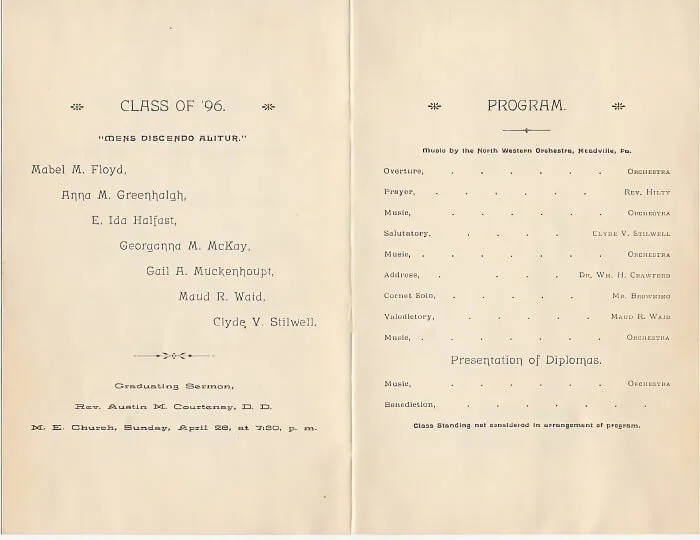 CLASS OF '96.
"MENS DISCENDO ALITUR."
Mabel M. Floyd,
Anna M. Greenhalgh,
E. Ida Halfast,
Georganna M. McKay,
Gail A. Muckenhoupt,
Maud R. Waid,
Clyde V. Stilwell.
Graduating Sermon,
Rev. Austin M. Courtenay, D. D.
M. E. Church, Sunday, April 26, at 7:30, p. m.
PROGRAM.
Music by the North Western Orchestra, Meadville, Pa.
Overture, . . . . . ORCHESTRA
Prayer, . . . . . REV. HILTY
Music, . . . . . ORCHESTRA
Salutatory, . . . . CLYDE V. STILWELL
Music, . . . . . . ORCHESTRA
Address, . . . . DR. WM. H. CRAWFORD
Cornet Solo, . . . . . MR. BROWNING
Valedictory, . . . . . MAUD R. WAID
Music, . . . . . . ORCHESTRA
Presentation of Diplomas.
Music, . . . . . ORCHESTRA
Benediction, . . . . . .
Class Standing not considered in arrangement of program.